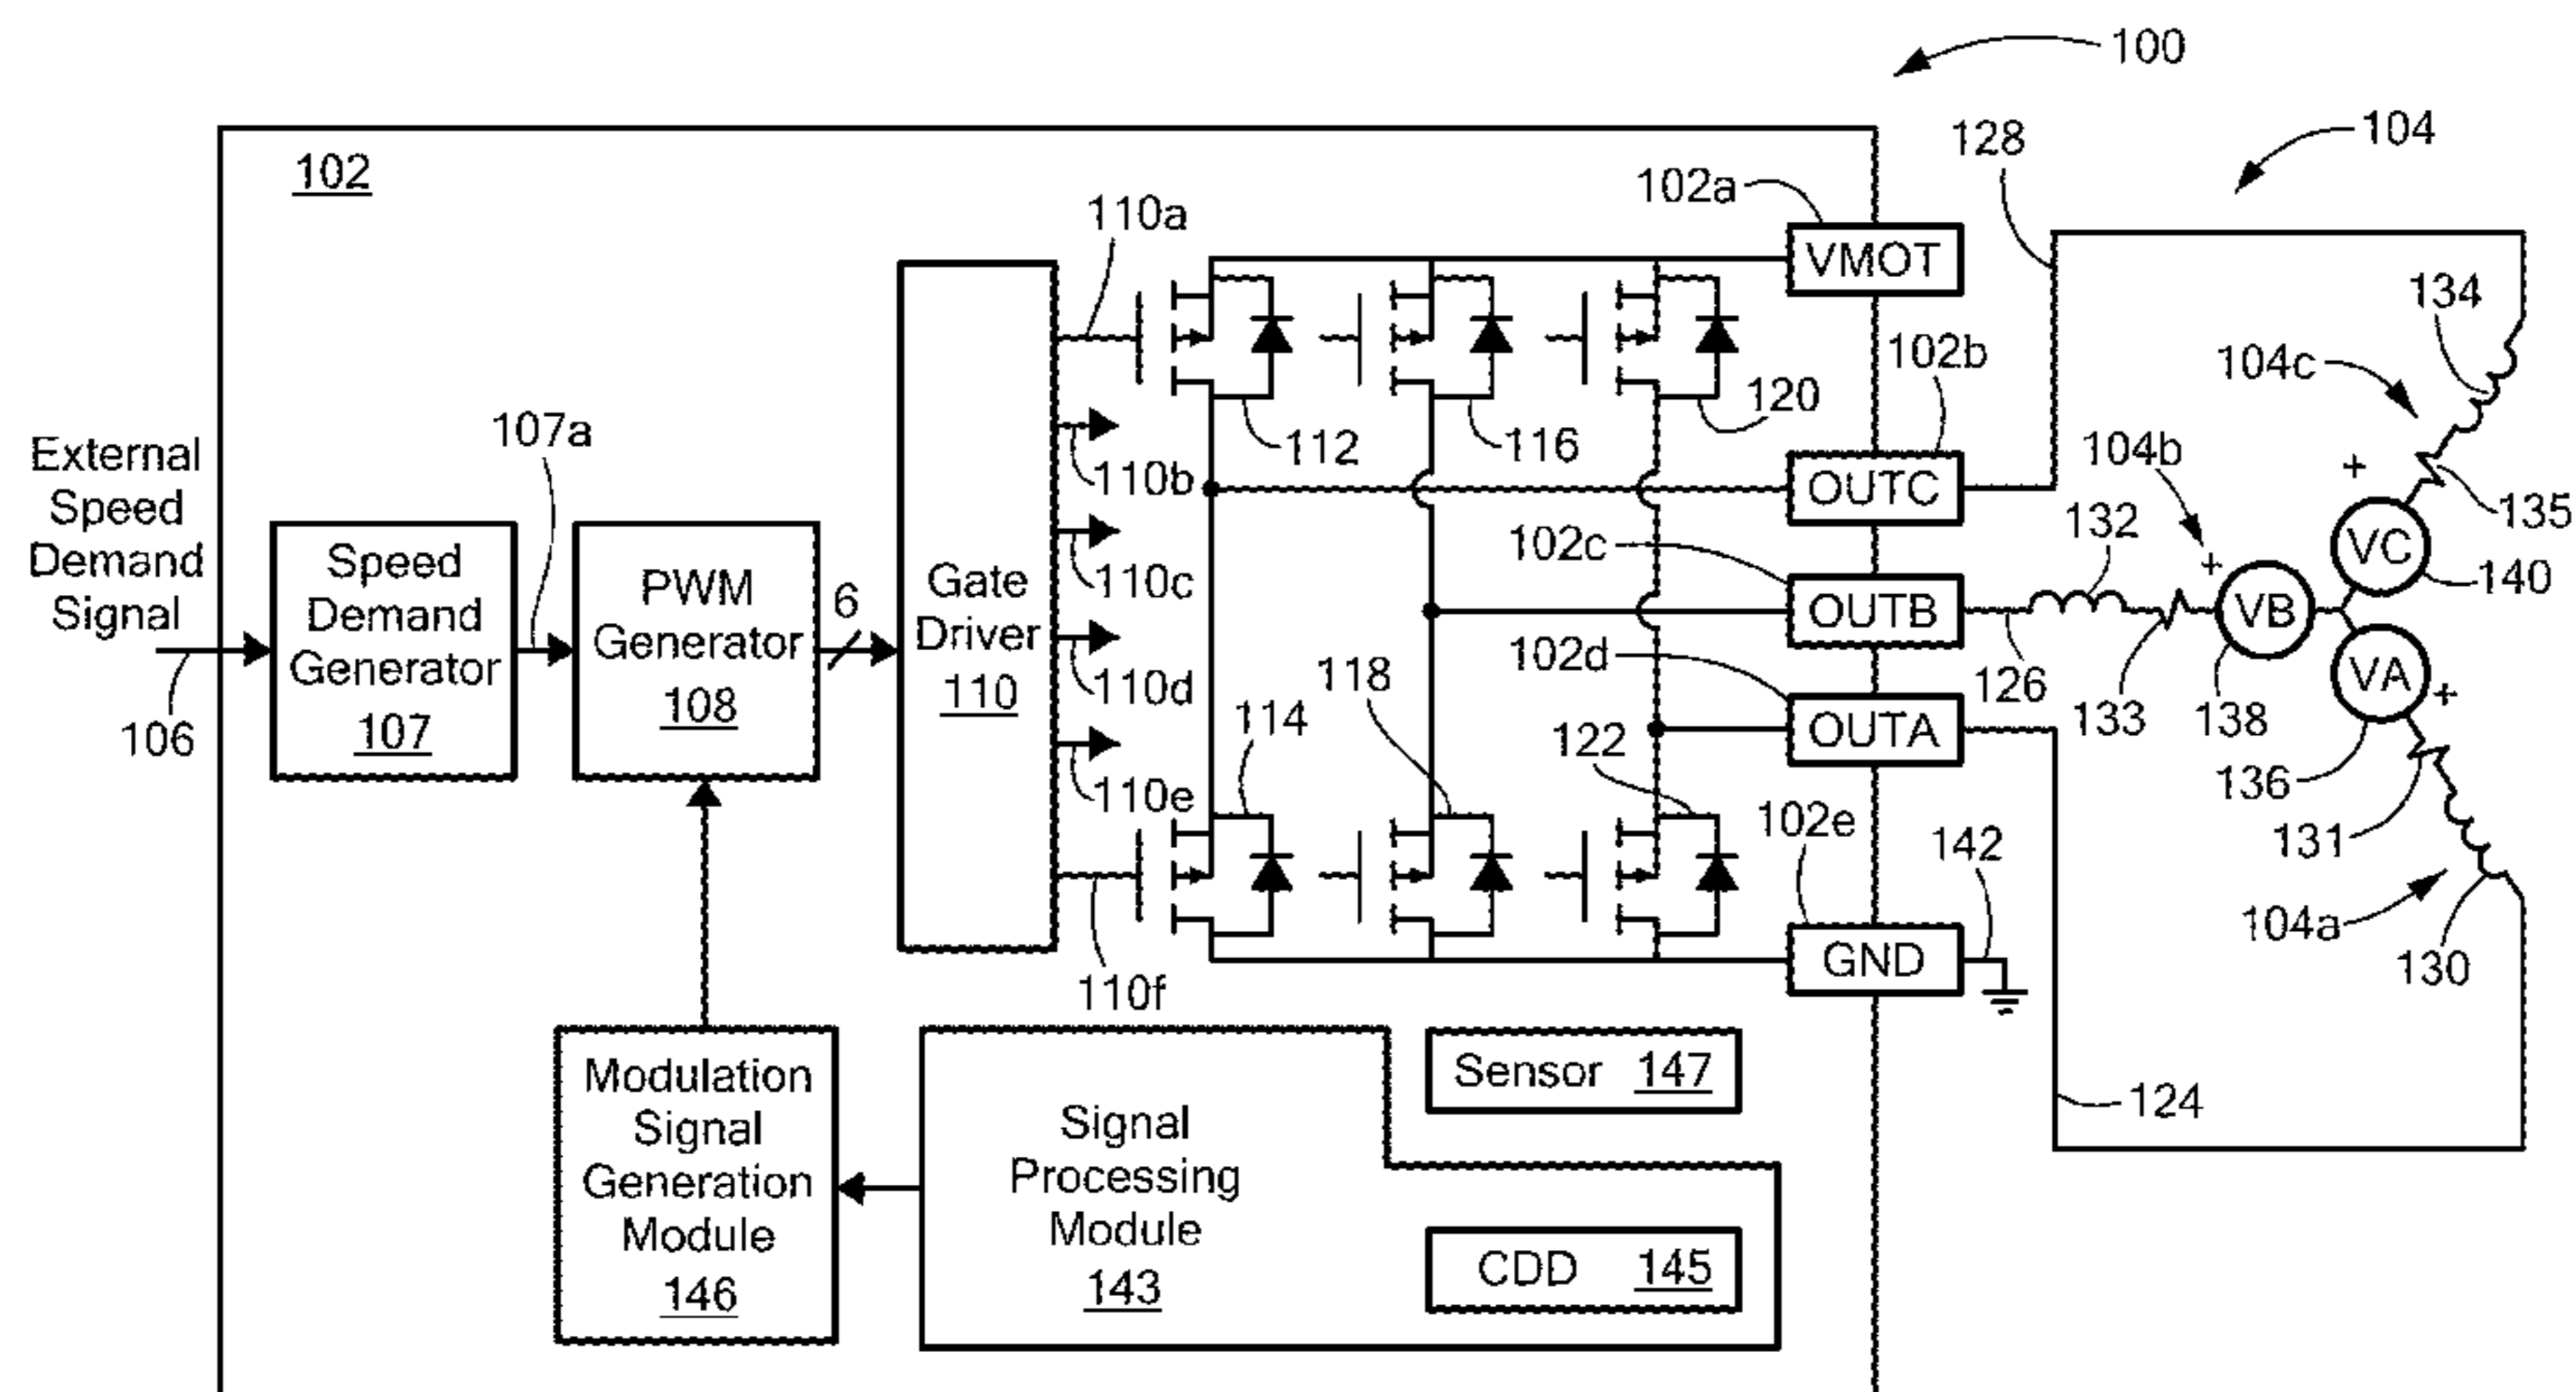 100
104
128
102
102a
110a
VMOT
134
104c
102b
107a
112
116
120
104b
External
Speed
Demand
Signal
110b
OUTC
135
132
VC
102c
140
Speed
Demand
Generator
107
PWM
Generator
108
6
Gate
Driver
110
110c
OUTB
VB
102d
126
133
138
VA
110d
118
106
114
122
OUTA
136
110e
102e
142
131
104a
130
GND
110f
Modulation
Signal
Generation
Module
146
Signal
Processing
Module
143
Sensor 147
124
CDD 145
+
+
+